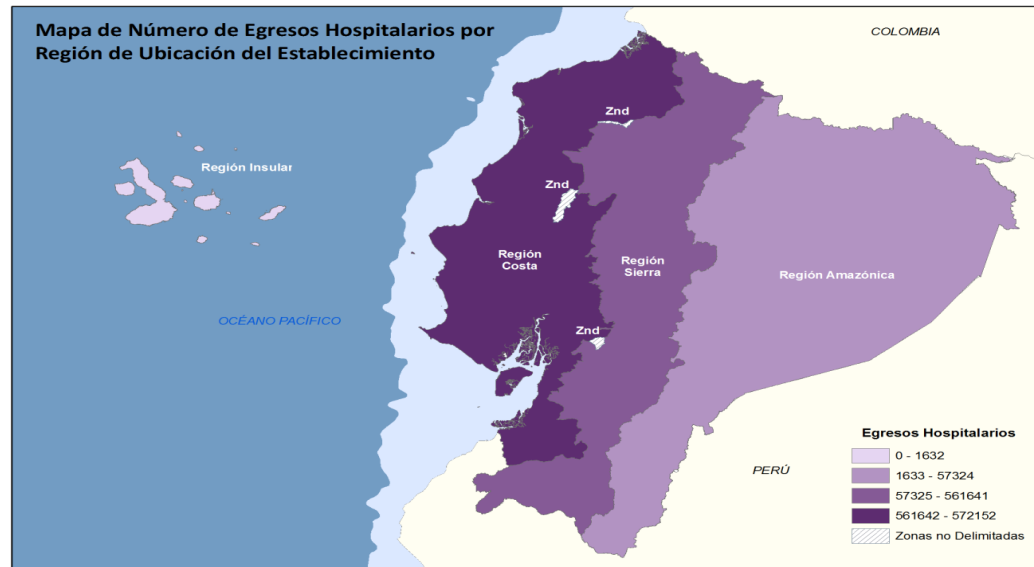 Mapa de Número de Egresos Hospitalarios por
Región de Ubicación del Establecimiento
COLOMBIA
Znd
Región Insular
Znd
Región
Costa
Región
Sierra
Región Amazónica
OCÉANO PACÍFICO
Znd
Egresos Hospitalarios
0 - 1632
1633 - 57324
57325 - 561641
561642 - 572152
Zonas no Delimitadas
PERÚ